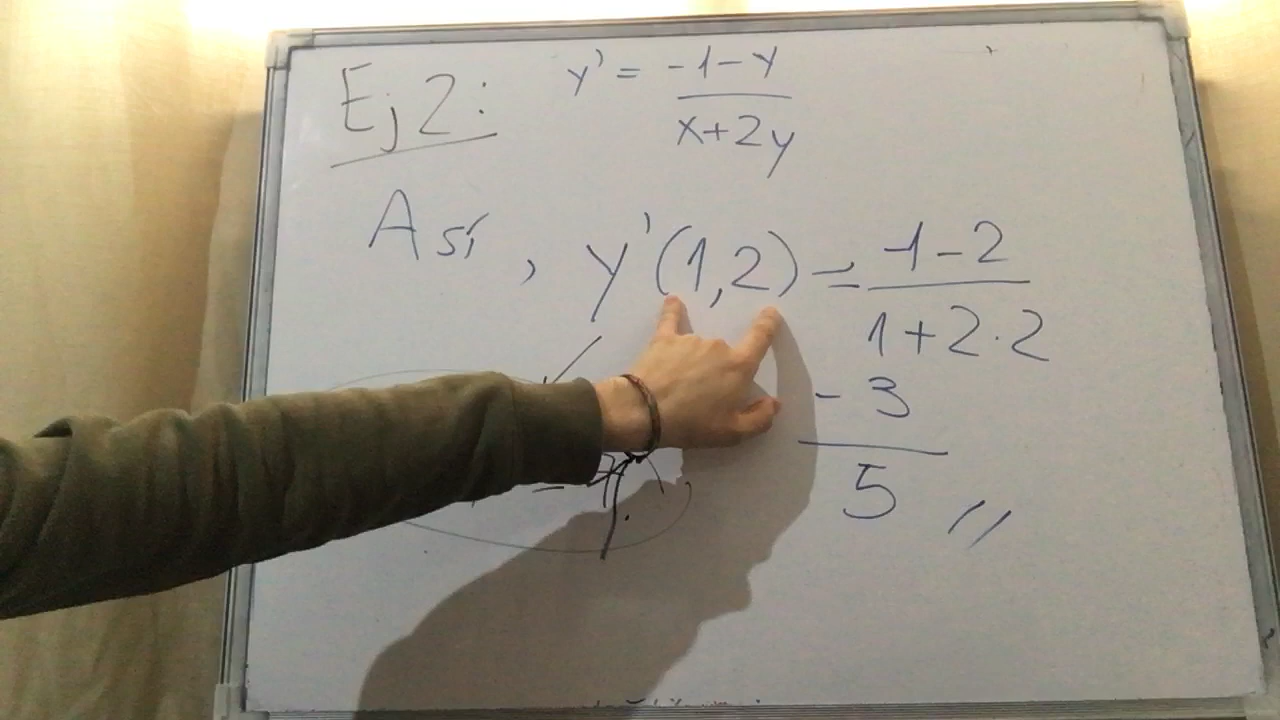 Ej 2: y' = -1-y
x+2y
Así, y'(1,2) = -1-2
1+2·2
-3
5 //